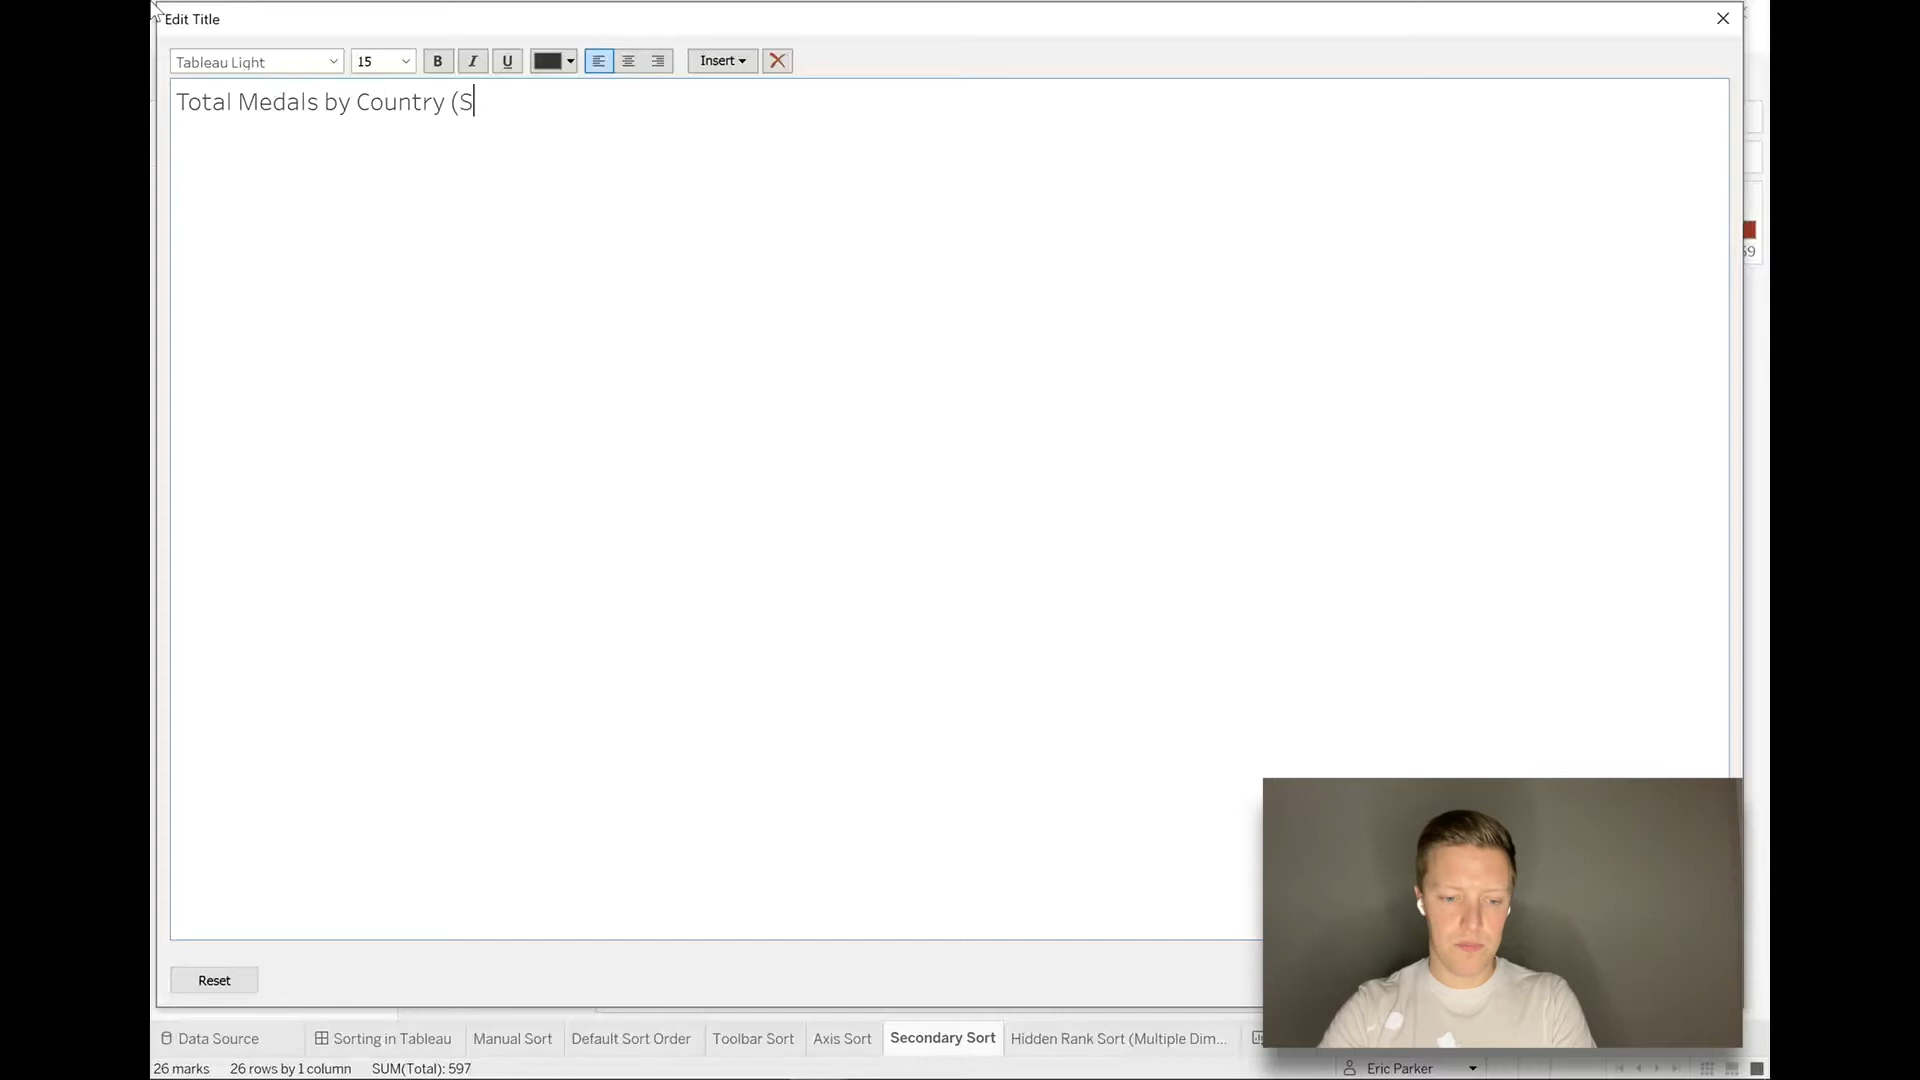 Edit Title
Tableau Light 15 B I U Insert
Total Medals by Country (S
59
Reset
Data Source Sorting in Tableau Manual Sort Default Sort Order Toolbar Sort Axis Sort Secondary Sort Hidden Rank Sort (Multiple Dim...
26 marks 26 rows by 1 column SUM(Total): 597 Eric Parker